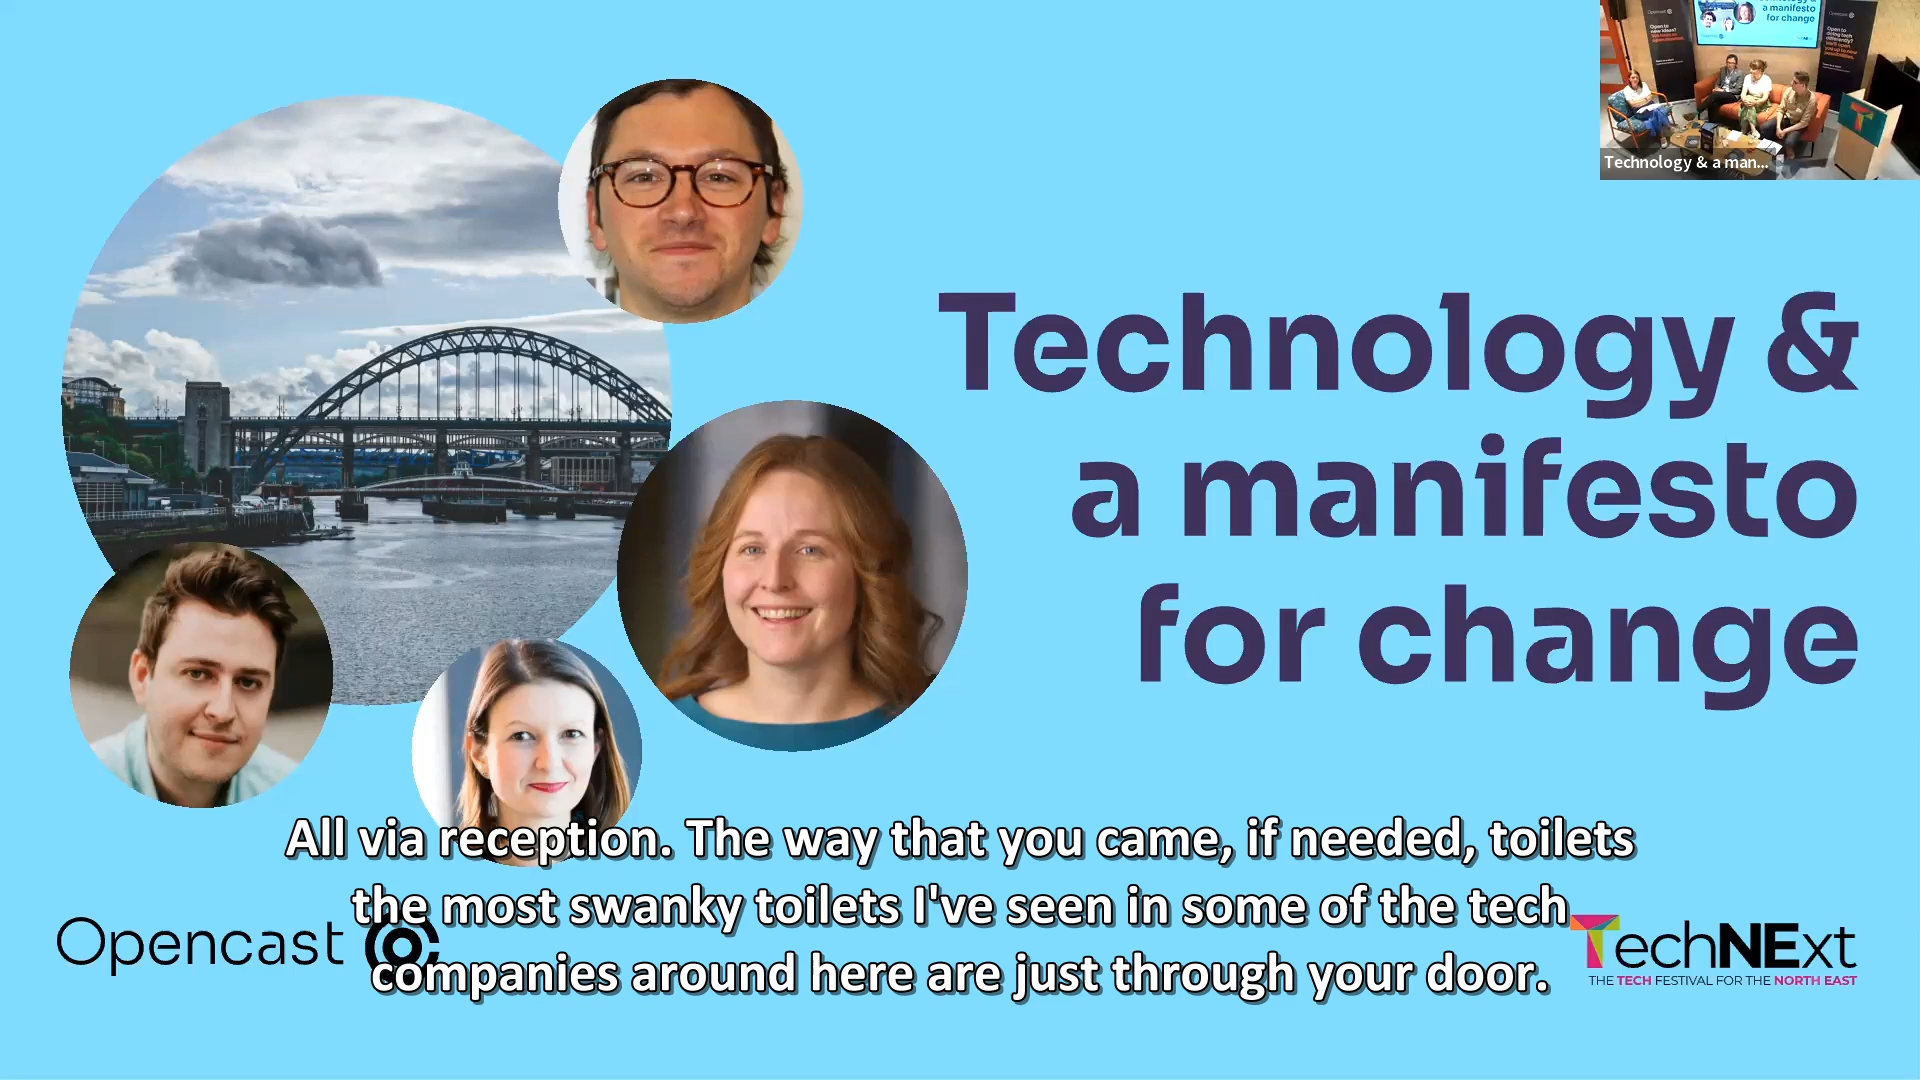 Technology &
a manifesto
for change
a manifesto
for change
Opencast
Technology & a man...
All via reception. The way that you came, if needed, toilets
the most swanky toilets I've seen in some of the tech
companies around here are just through your door.
Opencast
TechNExt
THE TECH FESTIVAL FOR THE NORTH EAST